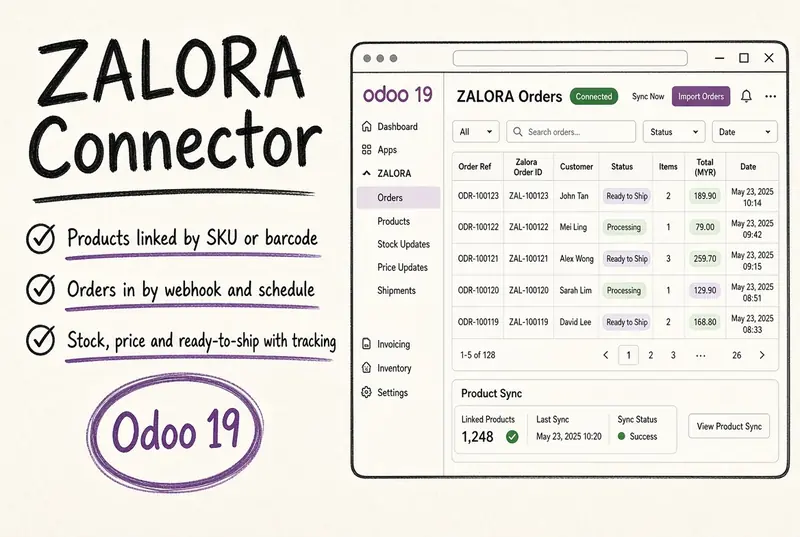 ZALORA
Connector
Products linked by SKU or barcode
Orders in by webhook and schedule
Stock, price and ready-to-ship with tracking
Odoo 19
odoo 19
Dashboard
Apps
ZALORA
Orders
Products
Stock Updates
Price Updates
Shipments
Invoicing
Inventory
Settings
ZALORA Orders Connected Sync Now Import Orders
All Search orders... Status Date
Order Ref Zalora Order ID Customer Status Items Total (MYR) Date
ODR-100123 ZAL-100123 John Tan Ready to Ship 2 189.90 May 23, 2025 10:14
ODR-100122 ZAL-100122 Mei Ling Processing 1 79.00 May 23, 2025 09:42
ODR-100121 ZAL-100121 Alex Wong Ready to Ship 3 259.70 May 23, 2025 09:15
ODR-100120 ZAL-100120 Sarah Lim Processing 1 129.90 May 23, 2025 08:51
ODR-100119 ZAL-100119 David Lee Ready to Ship 2 168.80 May 23, 2025 08:33
1-5 of 128 1 2 3 ... 26
Product Sync
Linked Products Last Sync Sync Status
1,248 May 23, 2025 10:20 Success
View Product Sync